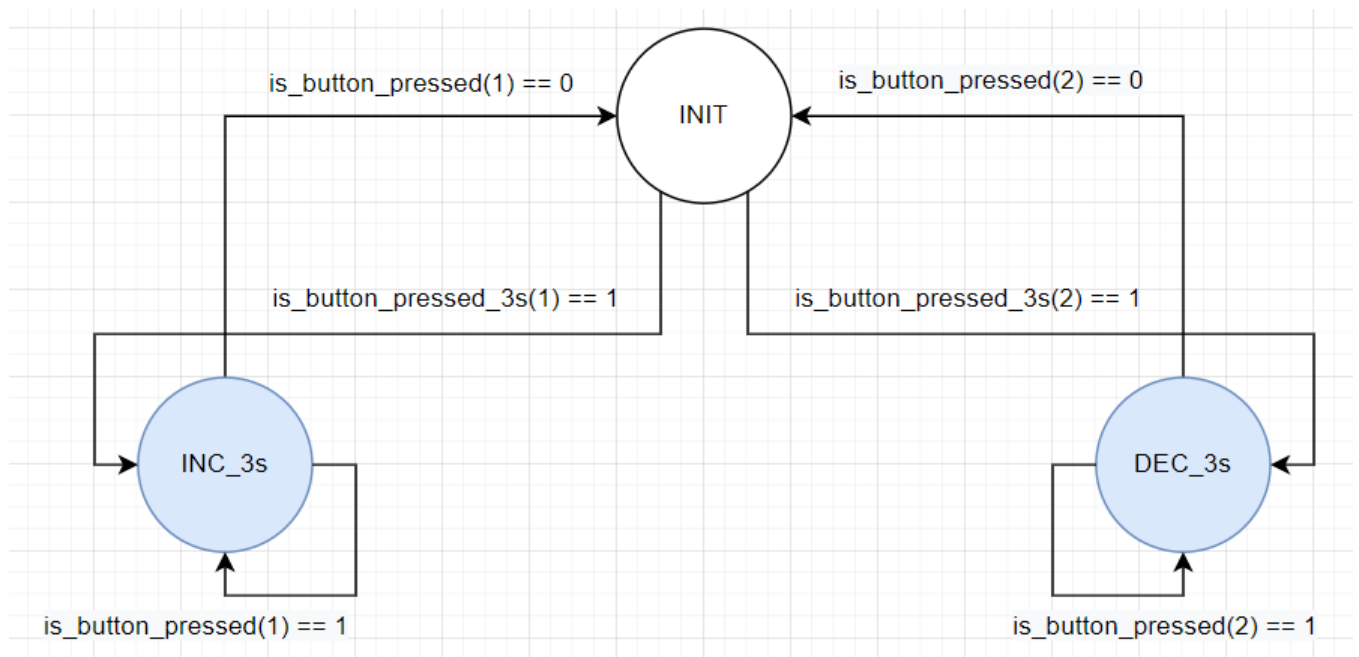 is_button_pressed(1) == 0
is_button_pressed(2) == 0
INIT
is_button_pressed_3s(1) == 1
is_button_pressed_3s(2) == 1
INC_3s
DEC_3s
is_button_pressed(1) == 1
is_button_pressed(2) == 1